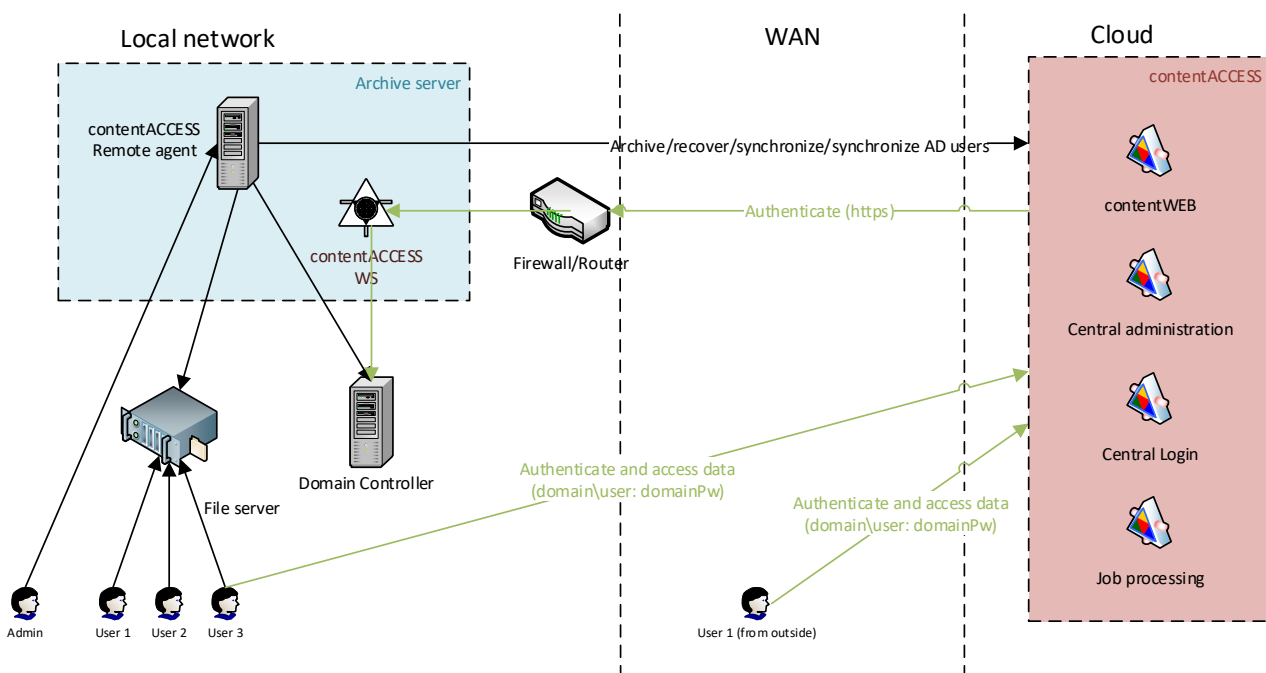 Local network
WAN
Cloud
Archive server
contentACCESS
contentACCESS
Remote agent
Archive/recover/synchronize/synchronize AD users
contentWEB
Authenticate (https)
contentACCESS
WS
Firewall/Router
Central administration
Central Login
Domain Controller
Authenticate and access data
(domain\user: domainPw)
File server
Authenticate and access data
(domain\user: domainPw)
Job processing
Admin
User 1
User 2
User 3
User 1 (from outside)